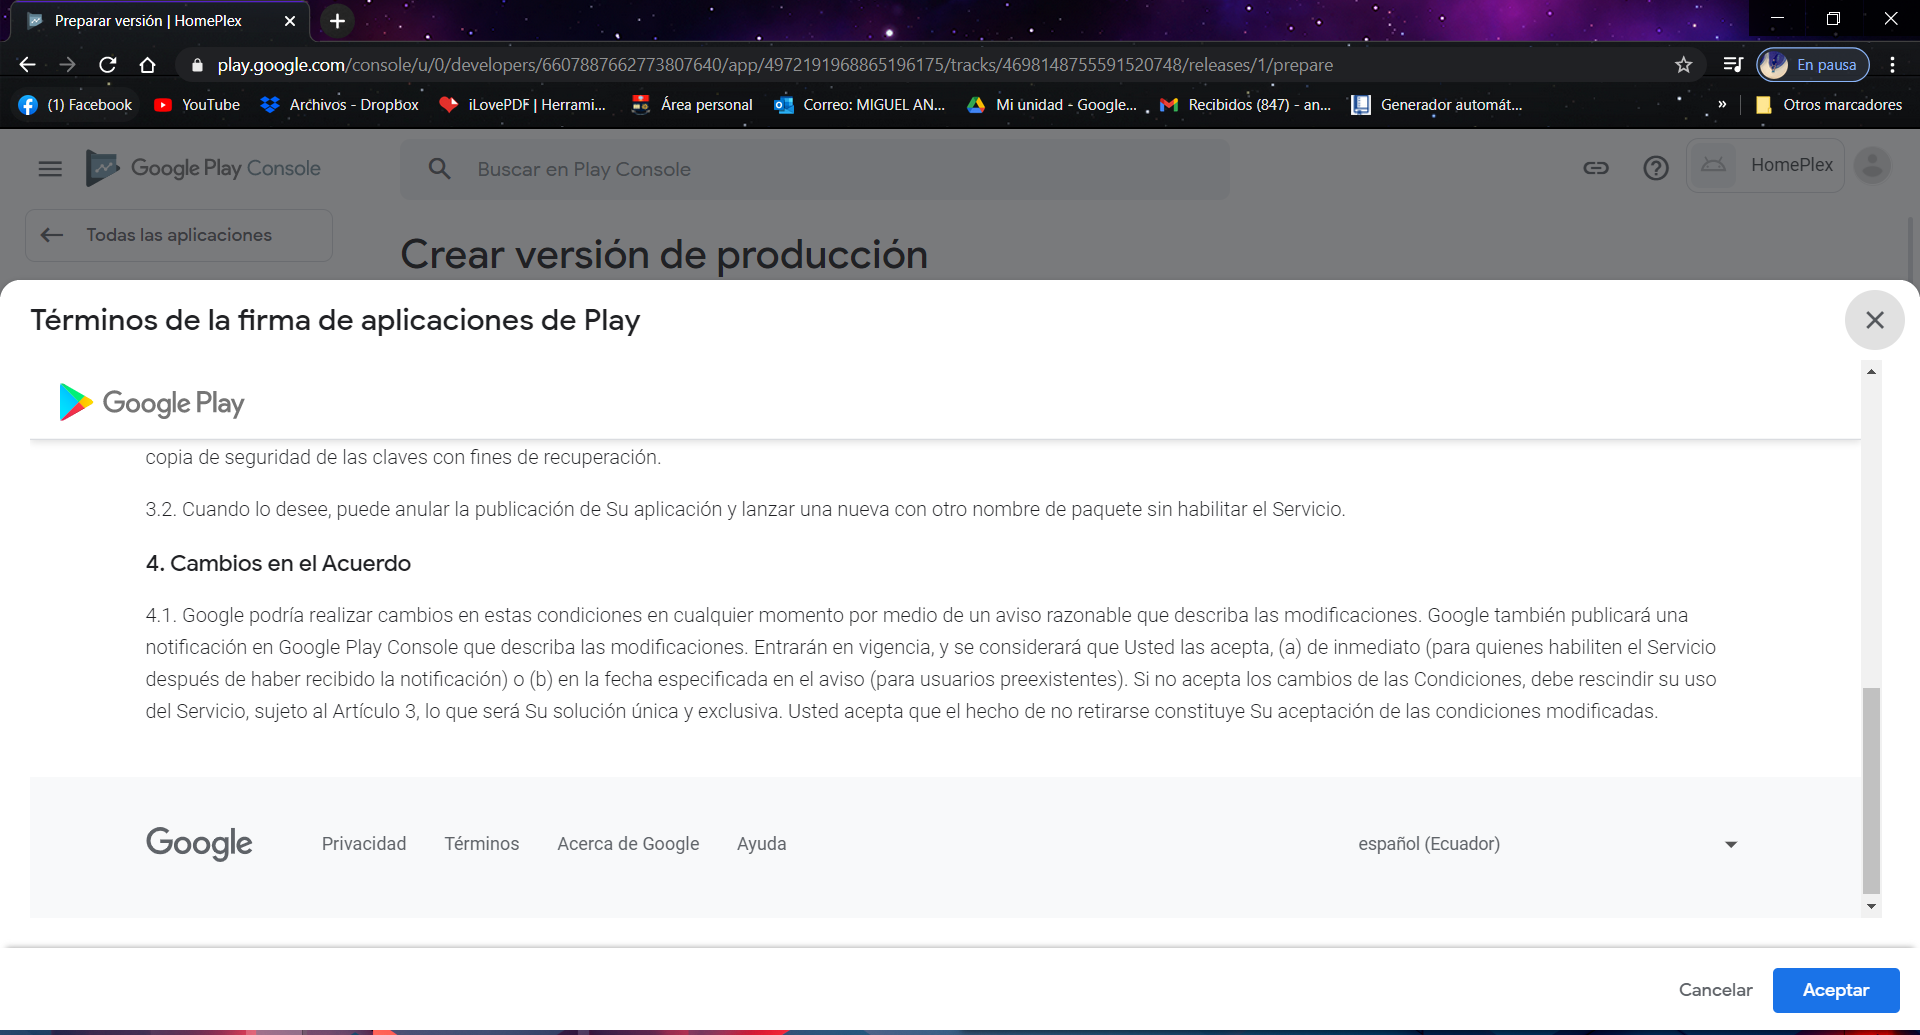 Preparar versión | HomePlex
play.google.com/console/u/0/developers/6607887662773807640/app/4972191968865196175/tracks/4698148755591520748/releases/1/prepare
En pausa
(1) Facebook
YouTube
Archivos - Dropbox
iLovePDF | Herrami...
Área personal
Correo: MIGUEL AN...
Mi unidad - Google...
Recibidos (847) - an...
Generador automát...
»
Otros marcadores
Google Play Console
Buscar en Play Console
HomePlex
Todas las aplicaciones
Crear versión de producción
Términos de la firma de aplicaciones de Play
Google Play
copia de seguridad de las claves con fines de recuperación.
3.2. Cuando lo desee, puede anular la publicación de Su aplicación y lanzar una nueva con otro nombre de paquete sin habilitar el Servicio.
4. Cambios en el Acuerdo
4.1. Google podría realizar cambios en estas condiciones en cualquier momento por medio de un aviso razonable que describa las modificaciones. Google también publicará una
notificación en Google Play Console que describa las modificaciones. Entrarán en vigencia, y se considerará que Usted las acepta, (a) de inmediato (para quienes habiliten el Servicio
después de haber recibido la notificación) o (b) en la fecha especificada en el aviso (para usuarios preexistentes). Si no acepta los cambios de las Condiciones, debe rescindir su uso
del Servicio, sujeto al Artículo 3, lo que será Su solución única y exclusiva. Usted acepta que el hecho de no retirarse constituye Su aceptación de las condiciones modificadas.
Google
Privacidad
Términos
Acerca de Google
Ayuda
español (Ecuador)
Cancelar
Aceptar